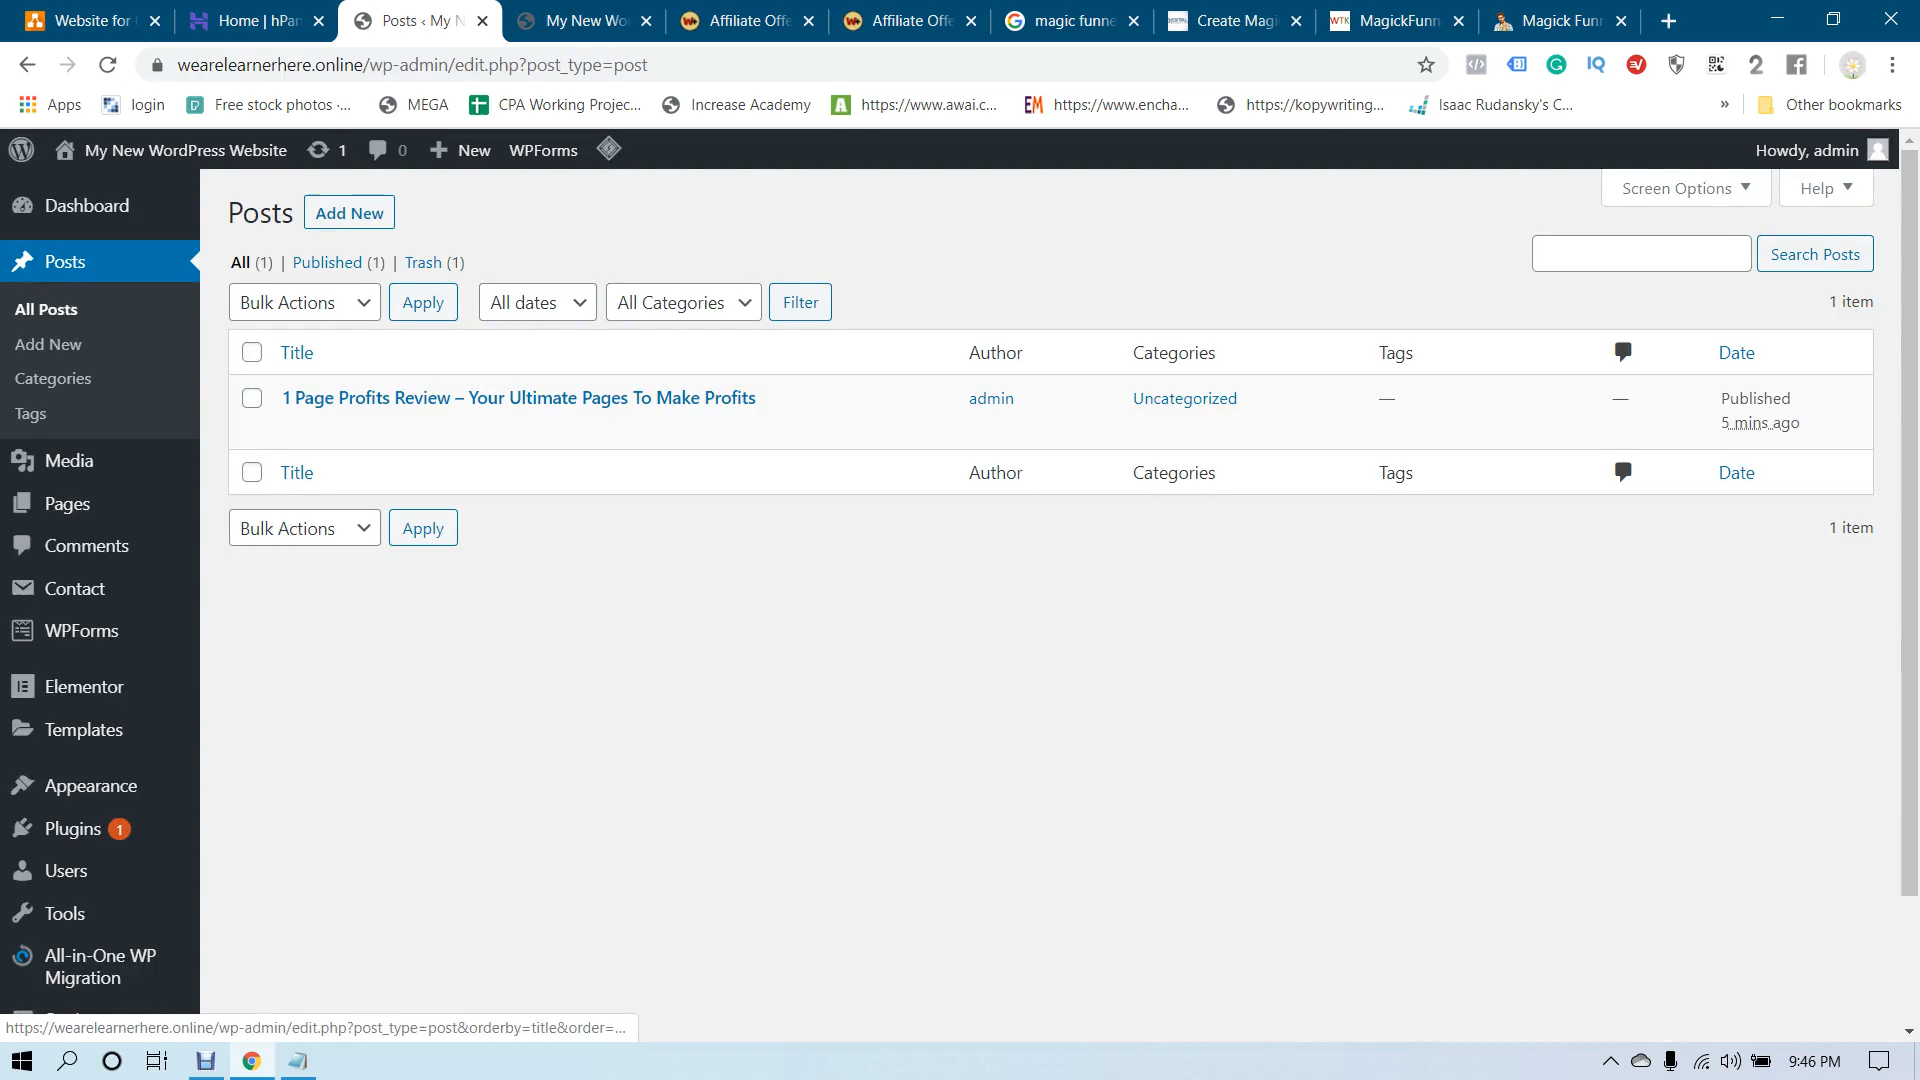 Website for
Home | hPan
Posts ‹ My N
My New Wo
Affiliate Offe
Affiliate Offe
magic funne
Create Magi
MagickFunn
Magick Fun
wearelearnerhere.online/wp-admin/edit.php?post_type=post
Apps
login
Free stock photos -...
MEGA
CPA Working Projec...
Increase Academy
https://www.awai.c...
https://www.encha...
https://kopywriting...
Isaac Rudansky's C...
»
Other bookmarks
My New WordPress Website
1
0
New
WPForms
Howdy, admin
Dashboard
Posts
All Posts
Add New
Categories
Tags
Media
Pages
Comments
Contact
WPForms
Elementor
Templates
Appearance
Plugins 1
Users
Tools
All-in-One WP
Migration
Posts
Add New
Screen Options
Help
All (1) | Published (1) | Trash (1)
Search Posts
Bulk Actions
Apply
All dates
All Categories
Filter
1 item
Title
Author
Categories
Tags
Date
1 Page Profits Review – Your Ultimate Pages To Make Profits
admin
Uncategorized
—
—
Published
5 mins ago
Title
Author
Categories
Tags
Date
Bulk Actions
Apply
1 item
https://wearelearnerhere.online/wp-admin/edit.php?post_type=post&orderby=title&order=...
9:46 PM